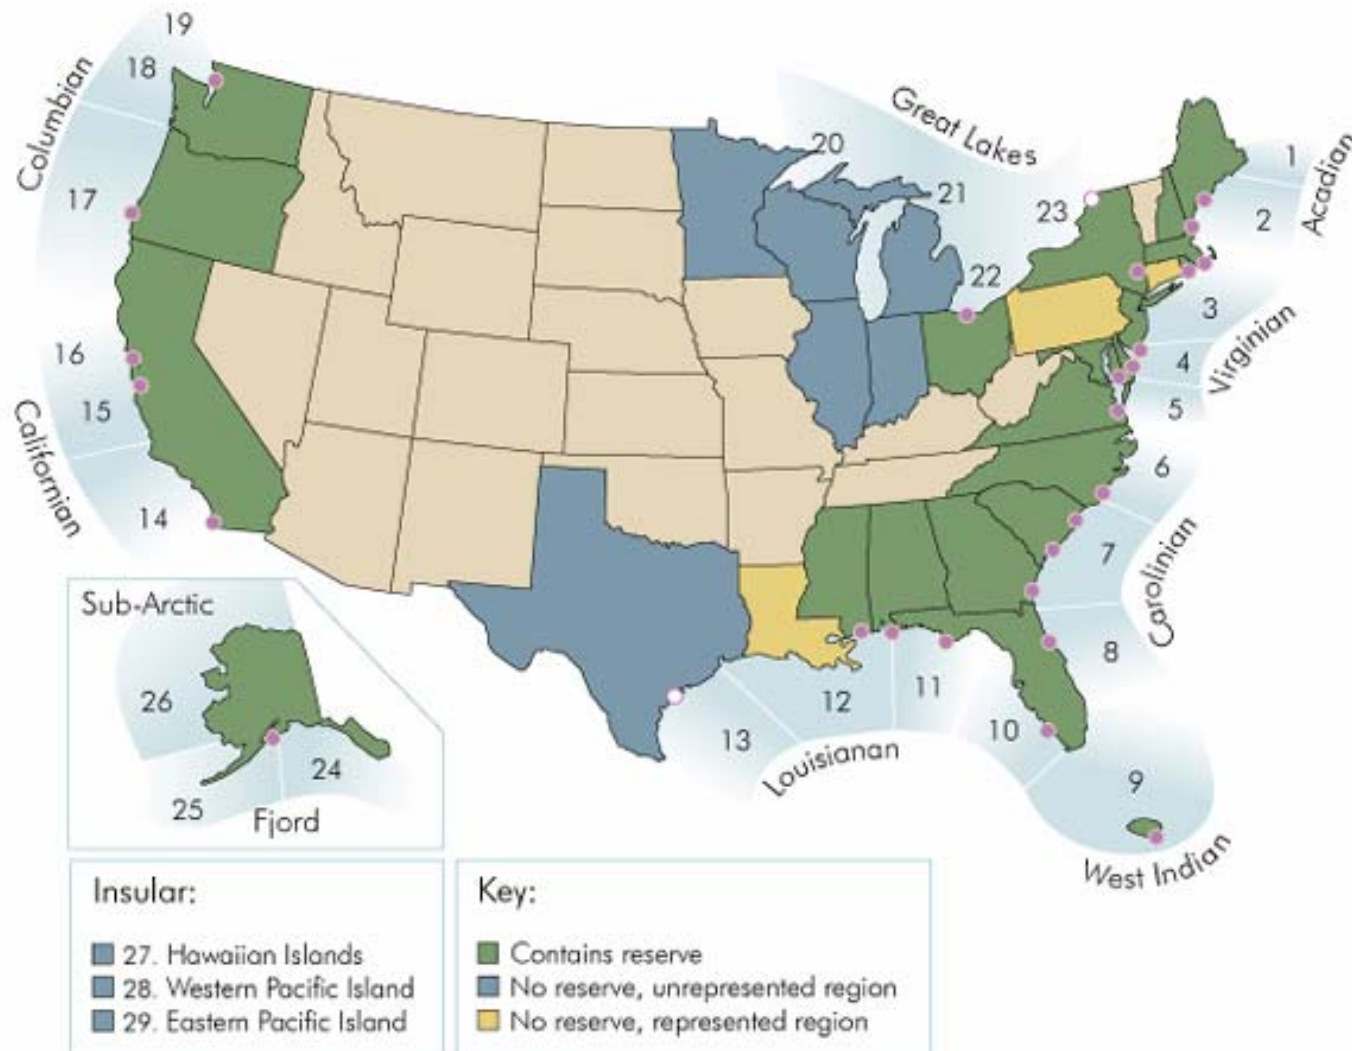 19
18
Columbian
17
16
15
Californian
14
20
Great Lakes
21
22
23
1
Acadian
2
3
Virginian
4
5
6
7
Carolinian
8
9
West Indian
10
11
12
Louisianan
13
Sub-Arctic
26
24
25
Fjord
Insular:
27. Hawaiian Islands
28. Western Pacific Island
29. Eastern Pacific Island
Key:
Contains reserve
No reserve, unrepresented region
No reserve, represented region